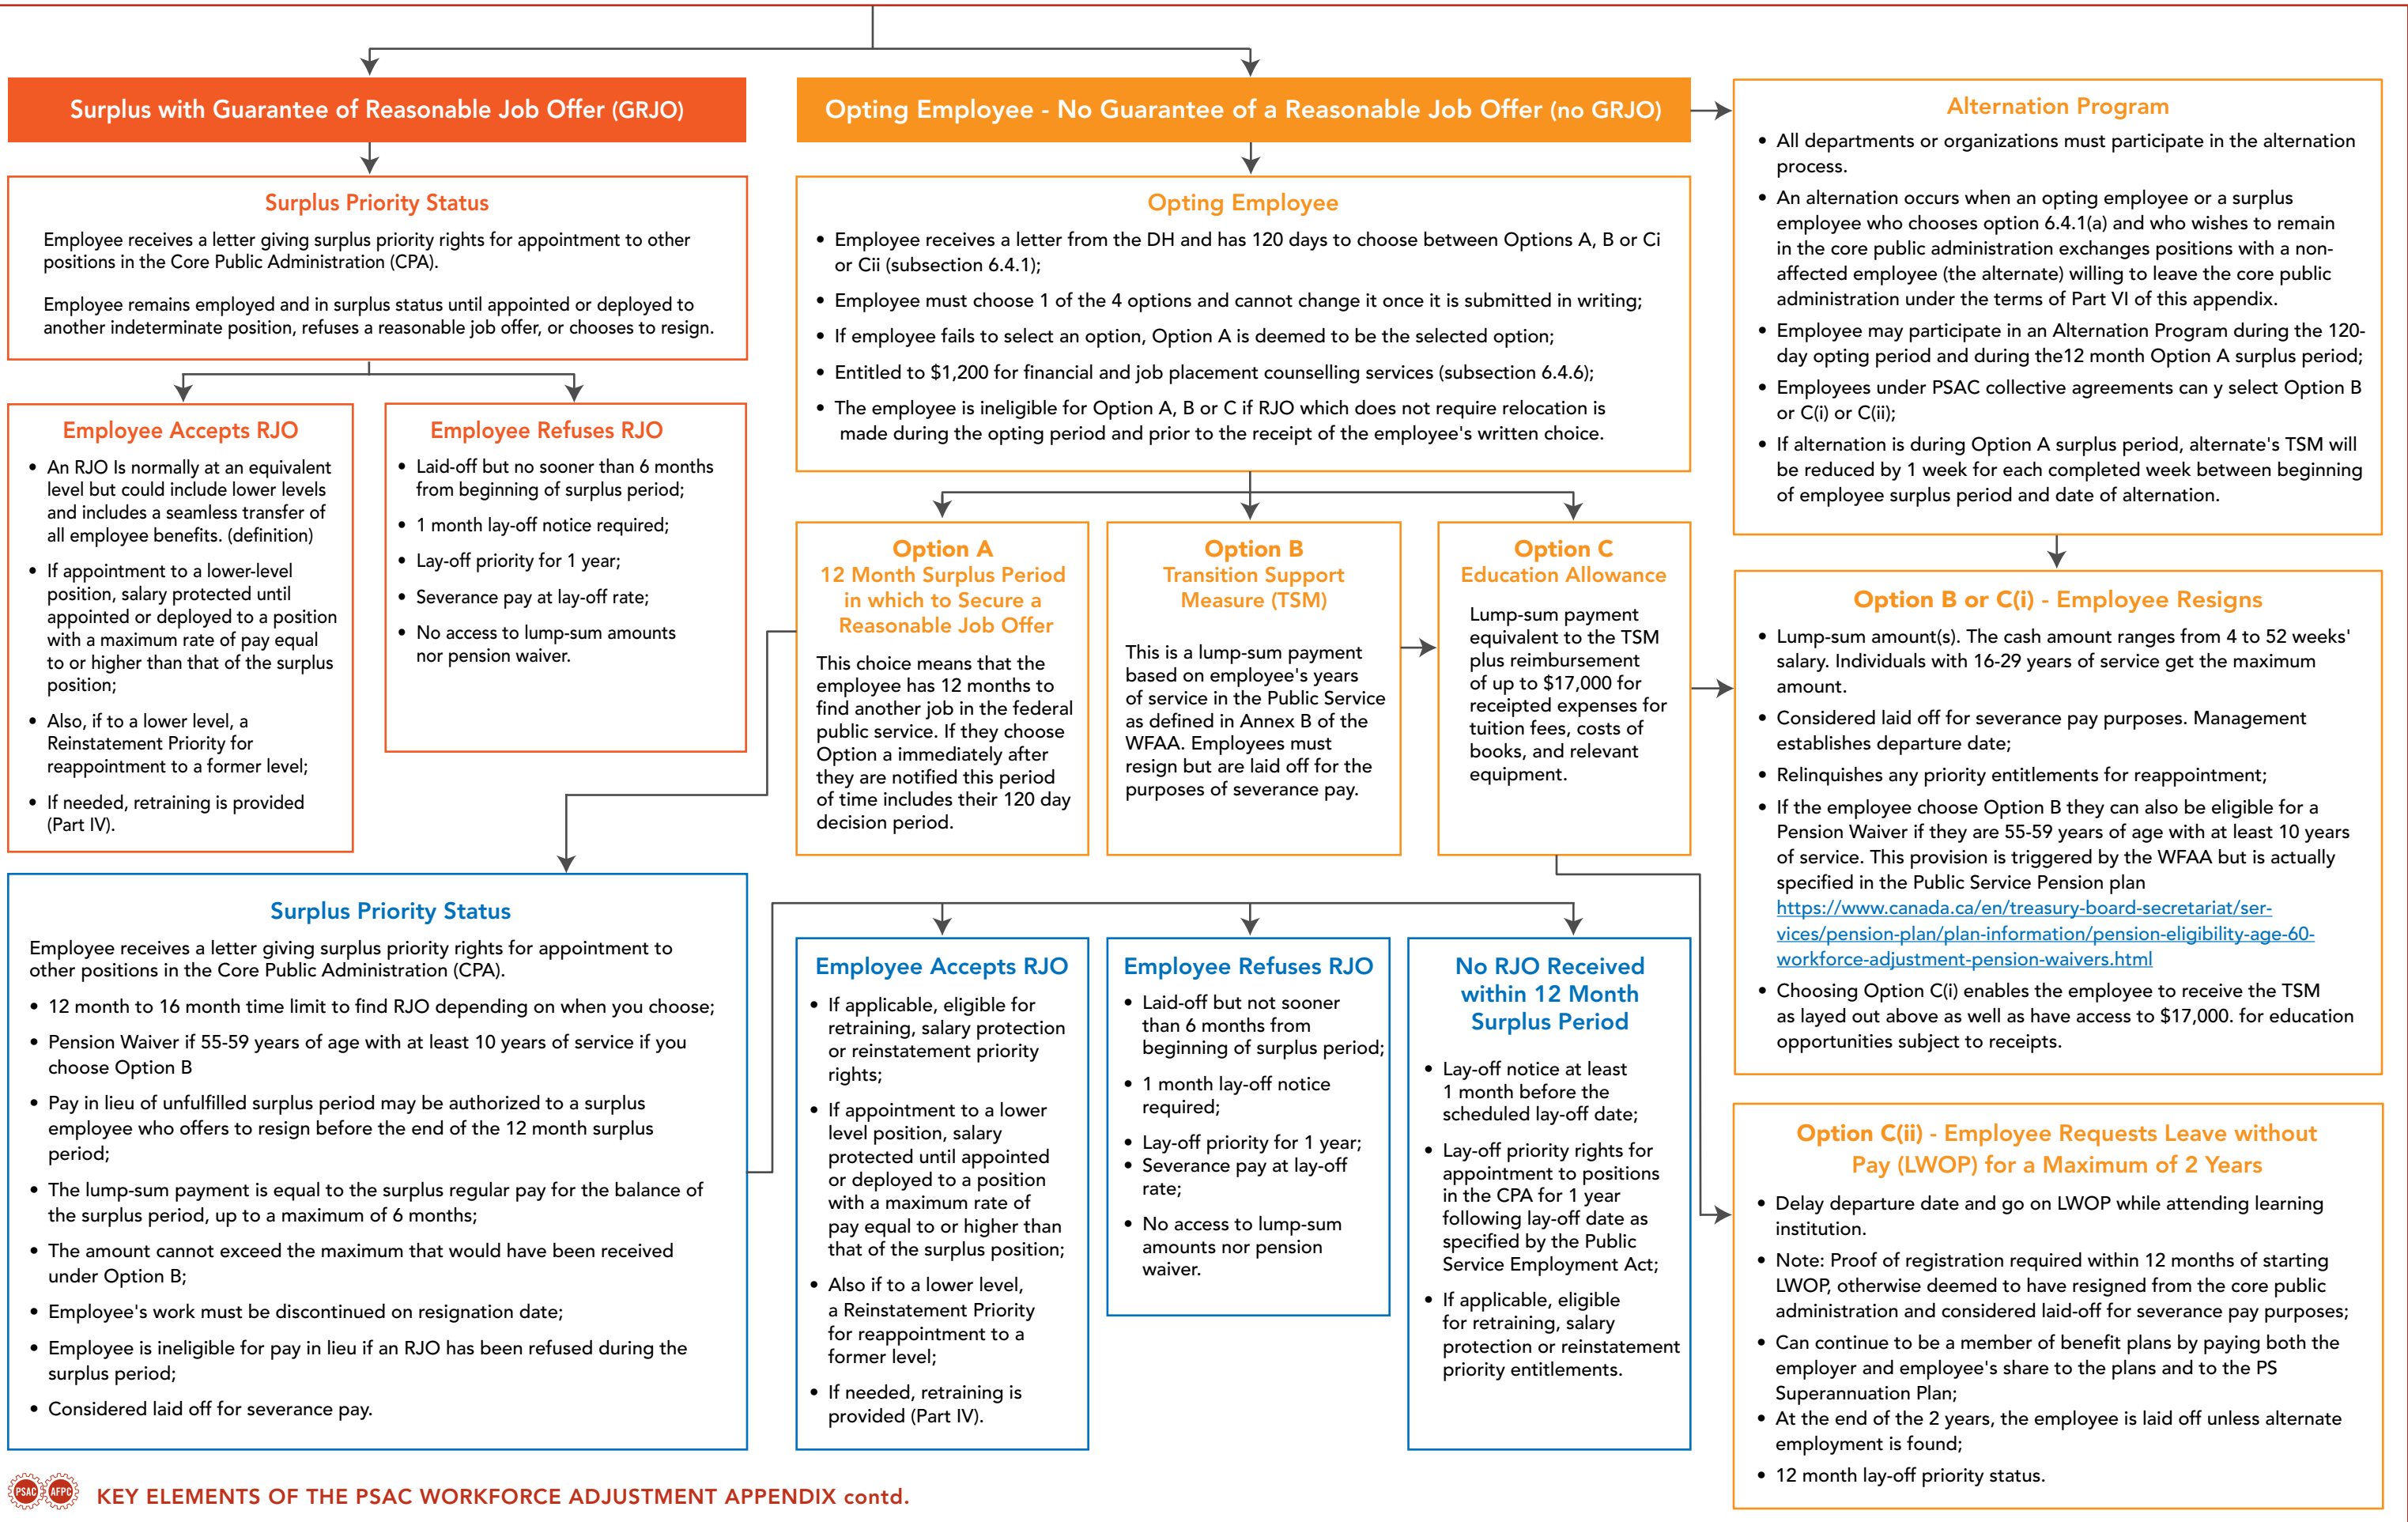 Surplus with Guarantee of Reasonable Job Offer (GRJO)
Surplus Priority Status
Employee receives a letter giving surplus priority rights for appointment to other
positions in the Core Public Administration (CPA).
Employee remains employed and in surplus status until appointed or deployed to
another indeterminate position, refuses a reasonable job offer, or chooses to resign.
Employee Accepts RJO
• An RJO Is normally at an equivalent
level but could include lower levels
and includes a seamless transfer of
all employee benefits. (definition)
• If appointment to a lower-level
position, salary protected until
appointed or deployed to a position
with a maximum rate of pay equal
to or higher than that of the surplus
position;
• Also, if to a lower level, a
Reinstatement Priority for
reappointment to a former level;
• If needed, retraining is provided
(Part IV).
Employee Refuses RJO
• Laid-off but no sooner than 6 months
from beginning of surplus period;
• 1 month lay-off notice required;
• Lay-off priority for 1 year;
• Severance pay at lay-off rate;
• No access to lump-sum amounts
nor pension waiver.
Opting Employee - No Guarantee of a Reasonable Job Offer (no GRJO)
Opting Employee
• Employee receives a letter from the DH and has 120 days to choose between Options A, B or Ci
or Cii (subsection 6.4.1);
• Employee must choose 1 of the 4 options and cannot change it once it is submitted in writing;
• If employee fails to select an option, Option A is deemed to be the selected option;
• Entitled to $1,200 for financial and job placement counselling services (subsection 6.4.6);
• The employee is ineligible for Option A, B or C if RJO which does not require relocation is
made during the opting period and prior to the receipt of the employee's written choice.
Option A
12 Month Surplus Period
in which to Secure a
Reasonable Job Offer
This choice means that the
employee has 12 months to
find another job in the federal
public service. If they choose
Option a immediately after
they are notified this period
of time includes their 120 day
decision period.
Option B
Transition Support
Measure (TSM)
This is a lump-sum payment
based on employee's years
of service in the Public Service
as defined in Annex B of the
WFAA. Employees must
resign but are laid off for the
purposes of severance pay.
Option C
Education Allowance
Lump-sum payment
equivalent to the TSM
plus reimbursement
of up to $17,000 for
receipted expenses for
tuition fees, costs of
books, and relevant
equipment.
Alternation Program
• All departments or organizations must participate in the alternation
process.
• An alternation occurs when an opting employee or a surplus
employee who chooses option 6.4.1(a) and who wishes to remain
in the core public administration exchanges positions with a non-
affected employee (the alternate) willing to leave the core public
administration under the terms of Part VI of this appendix.
• Employee may participate in an Alternation Program during the 120-
day opting period and during the12 month Option A surplus period;
• Employees under PSAC collective agreements can y select Option B
or C(i) or C(ii);
• If alternation is during Option A surplus period, alternate's TSM will
be reduced by 1 week for each completed week between beginning
of employee surplus period and date of alternation.
Option B or C(i) - Employee Resigns
• Lump-sum amount(s). The cash amount ranges from 4 to 52 weeks'
salary. Individuals with 16-29 years of service get the maximum
amount.
• Considered laid off for severance pay purposes. Management
establishes departure date;
• Relinquishes any priority entitlements for reappointment;
• If the employee choose Option B they can also be eligible for a
Pension Waiver if they are 55-59 years of age with at least 10 years
of service. This provision is triggered by the WFAA but is actually
specified in the Public Service Pension plan
https://www.canada.ca/en/treasury-board-secretariat/ser-
vices/pension-plan/plan-information/pension-eligibility-age-60-
workforce-adjustment-pension-waivers.html
• Choosing Option C(i) enables the employee to receive the TSM
as layed out above as well as have access to $17,000. for education
opportunities subject to receipts.
Surplus Priority Status
Employee receives a letter giving surplus priority rights for appointment to
other positions in the Core Public Administration (CPA).
• 12 month to 16 month time limit to find RJO depending on when you choose;
• Pension Waiver if 55-59 years of age with at least 10 years of service if you
choose Option B
• Pay in lieu of unfulfilled surplus period may be authorized to a surplus
employee who offers to resign before the end of the 12 month surplus
period;
• The lump-sum payment is equal to the surplus regular pay for the balance of
the surplus period, up to a maximum of 6 months;
• The amount cannot exceed the maximum that would have been received
under Option B;
• Employee's work must be discontinued on resignation date;
• Employee is ineligible for pay in lieu if an RJO has been refused during the
surplus period;
• Considered laid off for severance pay.
Employee Accepts RJO
• If applicable, eligible for
retraining, salary protection
or reinstatement priority
rights;
• If appointment to a lower
level position, salary
protected until appointed
or deployed to a position
with a maximum rate of
pay equal to or higher than
that of the surplus position;
• Also if to a lower level,
a Reinstatement Priority
for reappointment to a
former level;
• If needed, retraining is
provided (Part IV).
Employee Refuses RJO
• Laid-off but not sooner
than 6 months from
beginning of surplus period;
• 1 month lay-off notice
required;
• Lay-off priority for 1 year;
• Severance pay at lay-off
rate;
• No access to lump-sum
amounts nor pension
waiver.
No RJO Received
within 12 Month
Surplus Period
• Lay-off notice at least
1 month before the
scheduled lay-off date;
• Lay-off priority rights for
appointment to positions
in the CPA for 1 year
following lay-off date as
specified by the Public
Service Employment Act;
• If applicable, eligible
for retraining, salary
protection or reinstatement
priority entitlements.
Option C(ii) - Employee Requests Leave without
Pay (LWOP) for a Maximum of 2 Years
• Delay departure date and go on LWOP while attending learning
institution.
• Note: Proof of registration required within 12 months of starting
LWOP, otherwise deemed to have resigned from the core public
administration and considered laid-off for severance pay purposes;
• Can continue to be a member of benefit plans by paying both the
employer and employee's share to the plans and to the PS
Superannuation Plan;
• At the end of the 2 years, the employee is laid off unless alternate
employment is found;
• 12 month lay-off priority status.
PSAC AFPC
KEY ELEMENTS OF THE PSAC WORKFORCE ADJUSTMENT APPENDIX contd.